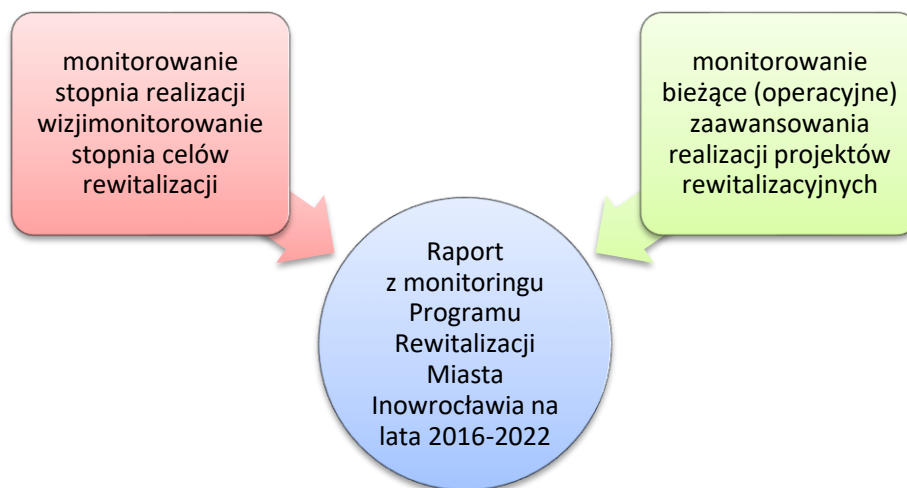 monitorowanie
stopnia realizacji
wizjimonitorowanie
stopnia celów
rewitalizacji
monitorowanie
bieżące (operacyjne)
zaawansowania
realizacji projektów
rewitalizacyjnych
Raport
z monitoringu
Programu
Rewitalizacji
Miasta
Inowrocławia na
lata 2016-2022